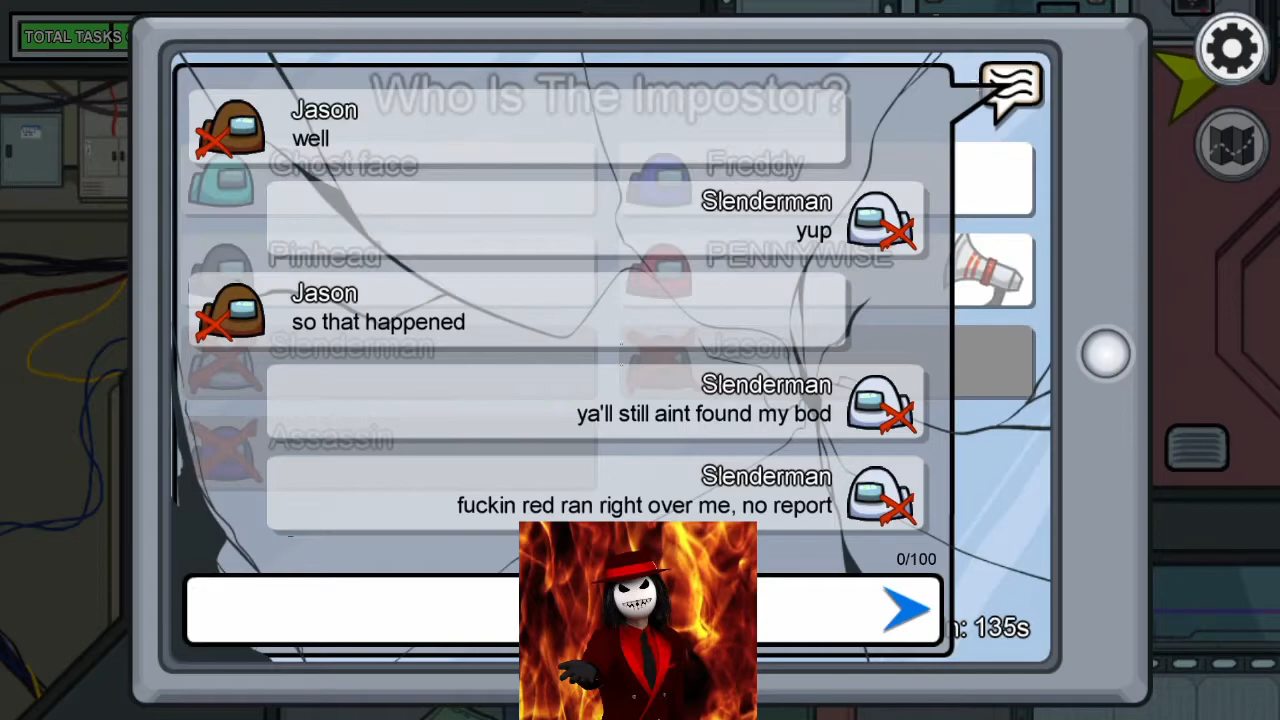 TOTAL TASKS
Who Is The Impostor?
Jason
well
Ghost face
Freddy
Slenderman
yup
Pinhead
PENNYWISE
Jason
so that happened
Slenderman
Jason
Slenderman
ya'll still aint found my bod
Assassin
Slenderman
fuckin red ran right over me, no report
0/100
n: 135s